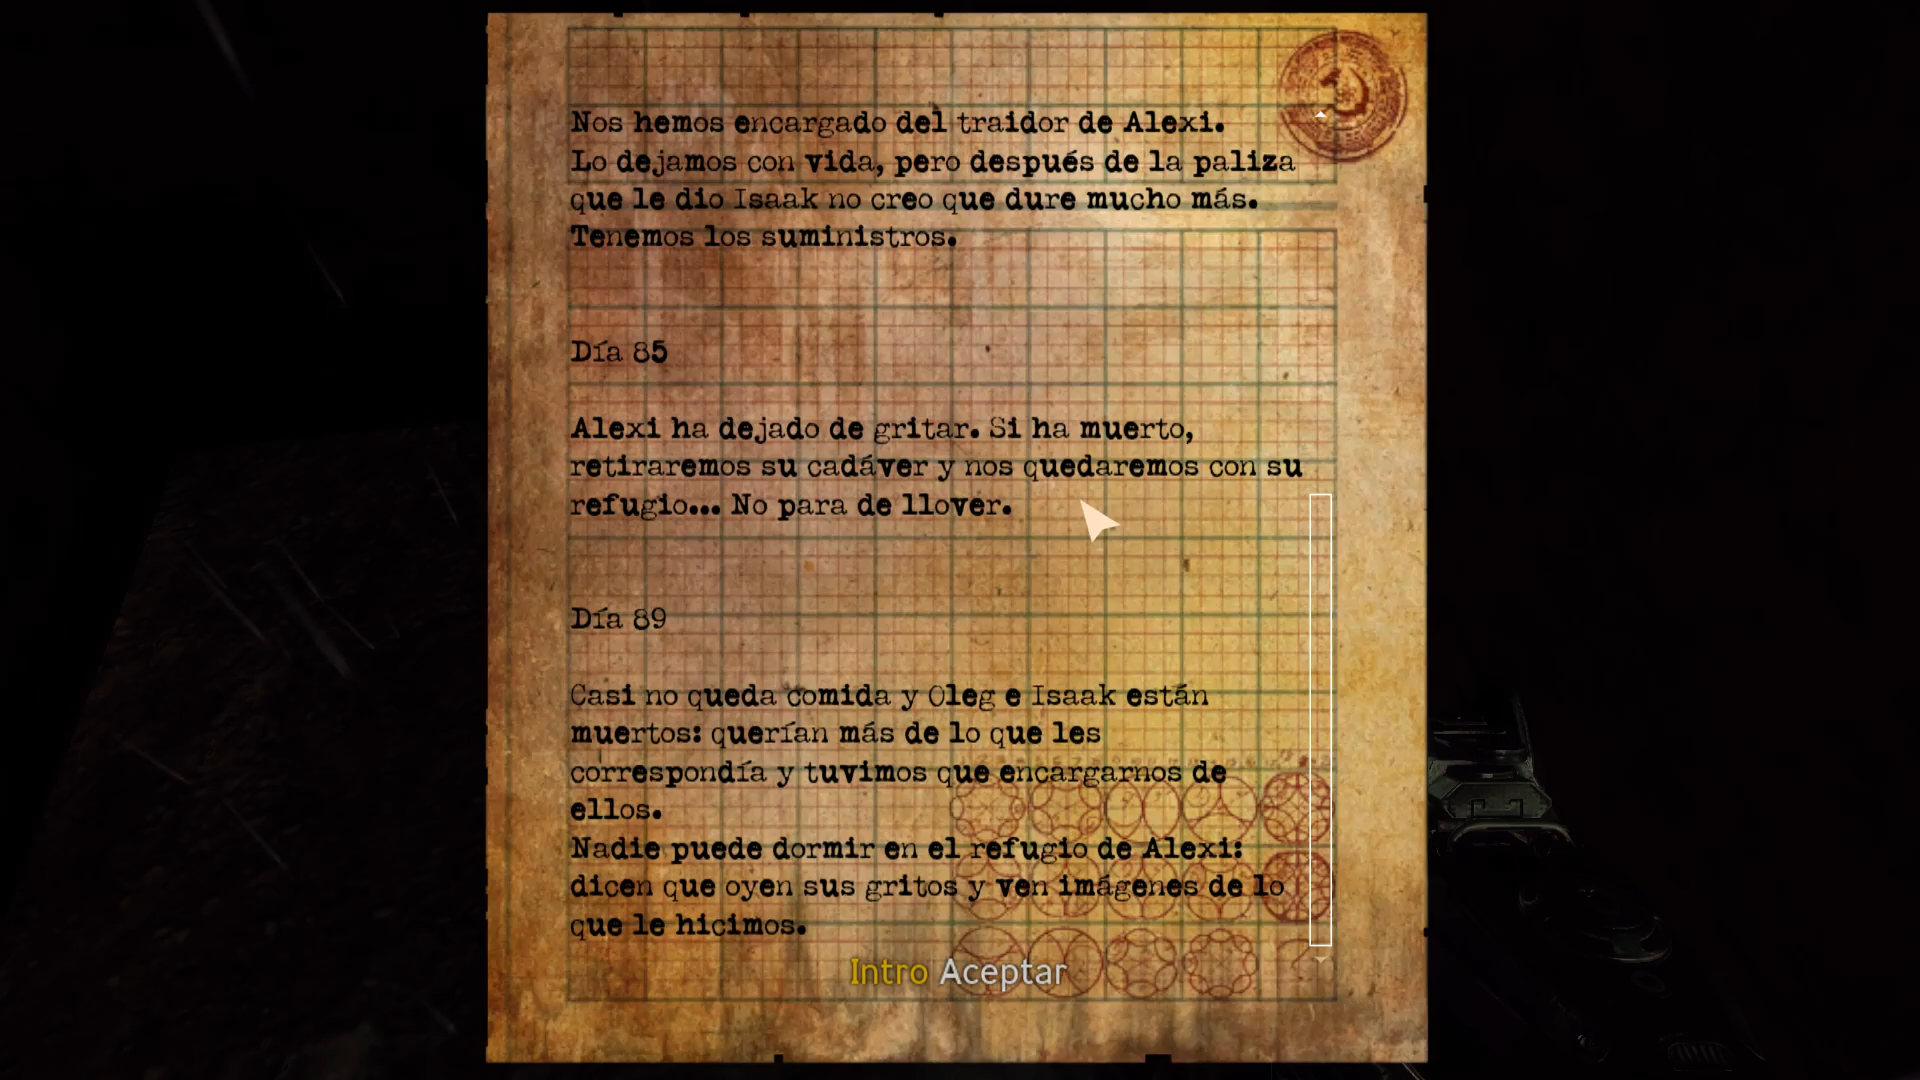 Nos hemos encargado del traidor de Alexi.
Lo dejamos con vida, pero después de la paliza
que le dio Isaak no creo que dure mucho más.
Tenemos los suministros.
Día 85
Alexi ha dejado de gritar. Si ha muerto,
retiraremos su cadáver y nos quedaremos con su
refugio... No para de llover.
Día 89
Casi no queda comida y Oleg e Isaak están
muertos: querían más de lo que les
correspondía y tuvimos que encargarnos de
ellos.
Nadie puede dormir en el refugio de Alexi:
dicen que oyen sus gritos y ven imágenes de lo
que le hicimos.
Intro Aceptar